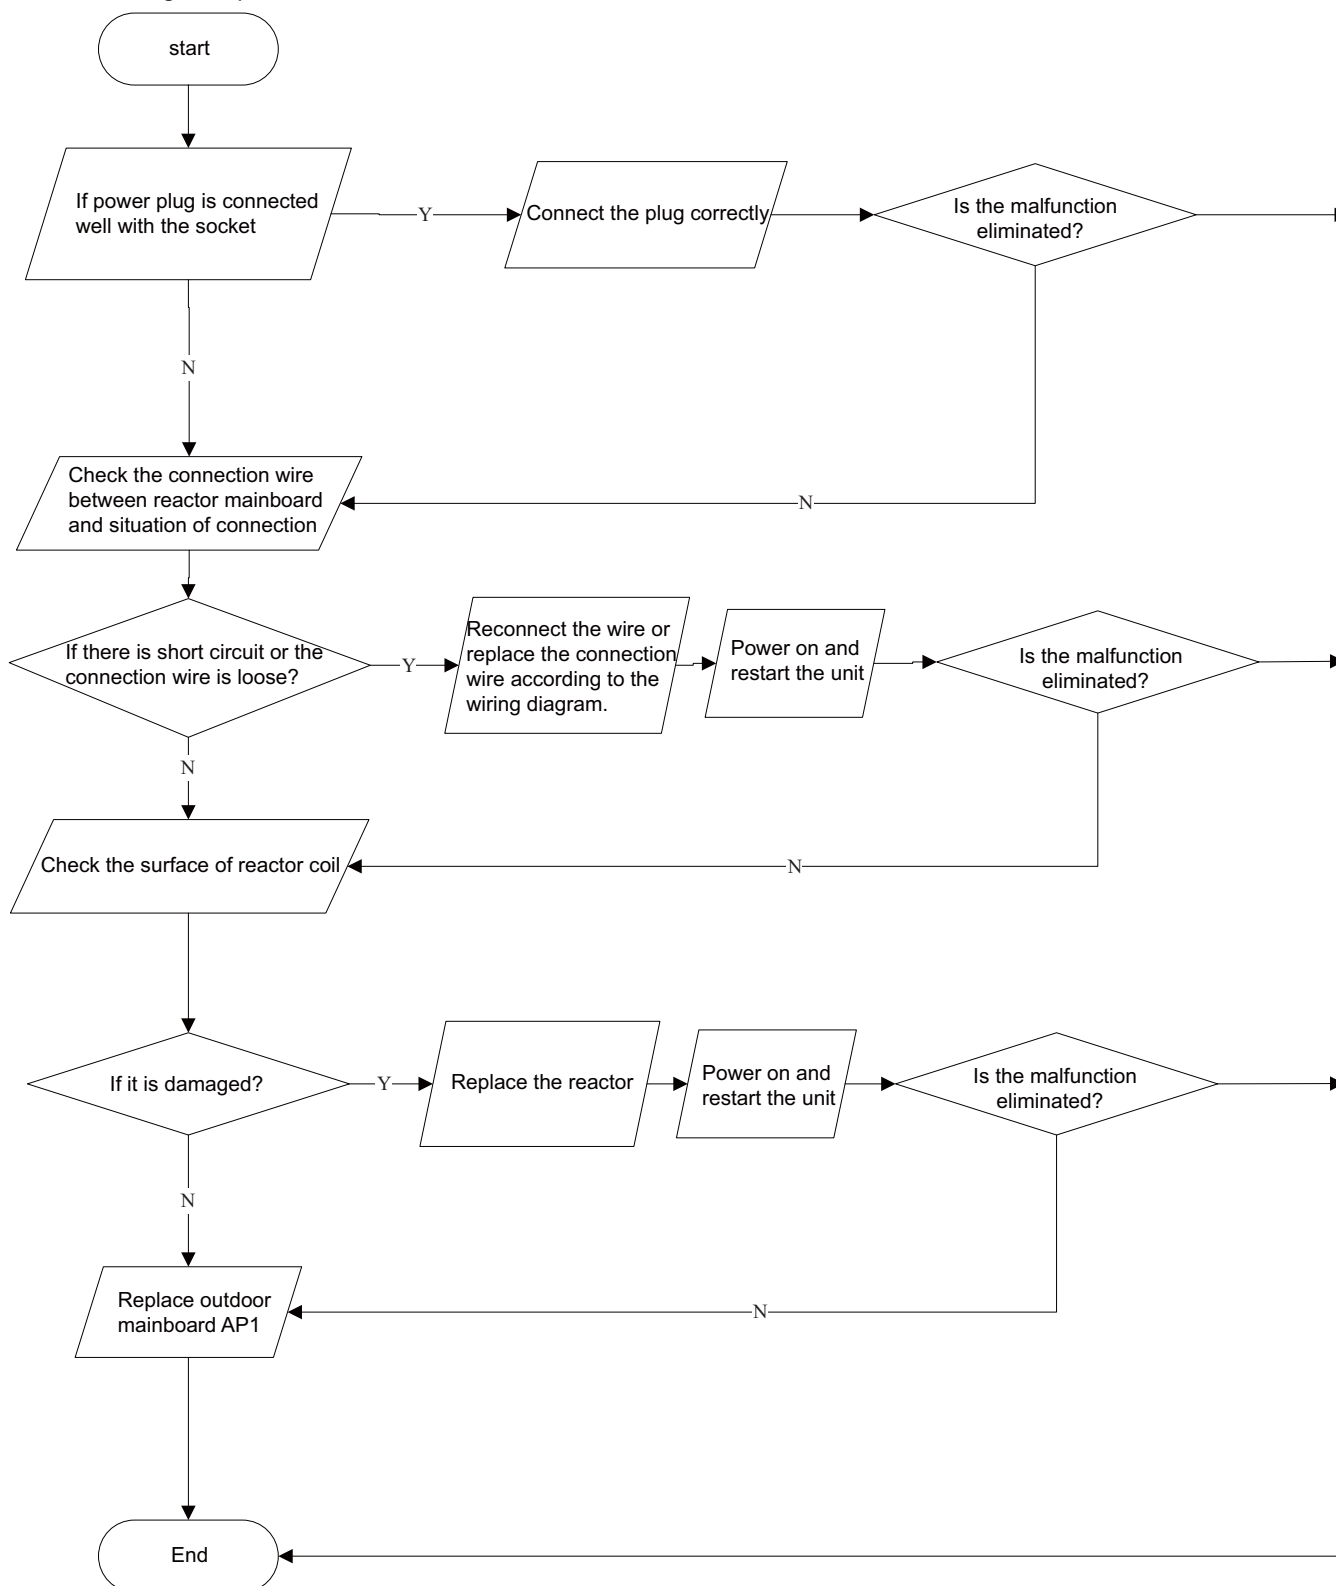 start
If power plug is connected
well with the socket
Y
Connect the plug correctly
Is the malfunction
eliminated?
N
Check the connection wire
between reactor mainboard
and situation of connection
N
If there is short circuit or the
connection wire is loose?
Y
Reconnect the wire or
replace the connection
wire according to the
wiring diagram.
Power on and
restart the unit
Is the malfunction
eliminated?
N
Check the surface of reactor coil
N
If it is damaged?
Y
Replace the reactor
Power on and
restart the unit
Is the malfunction
eliminated?
N
Replace outdoor
mainboard AP1
N
End